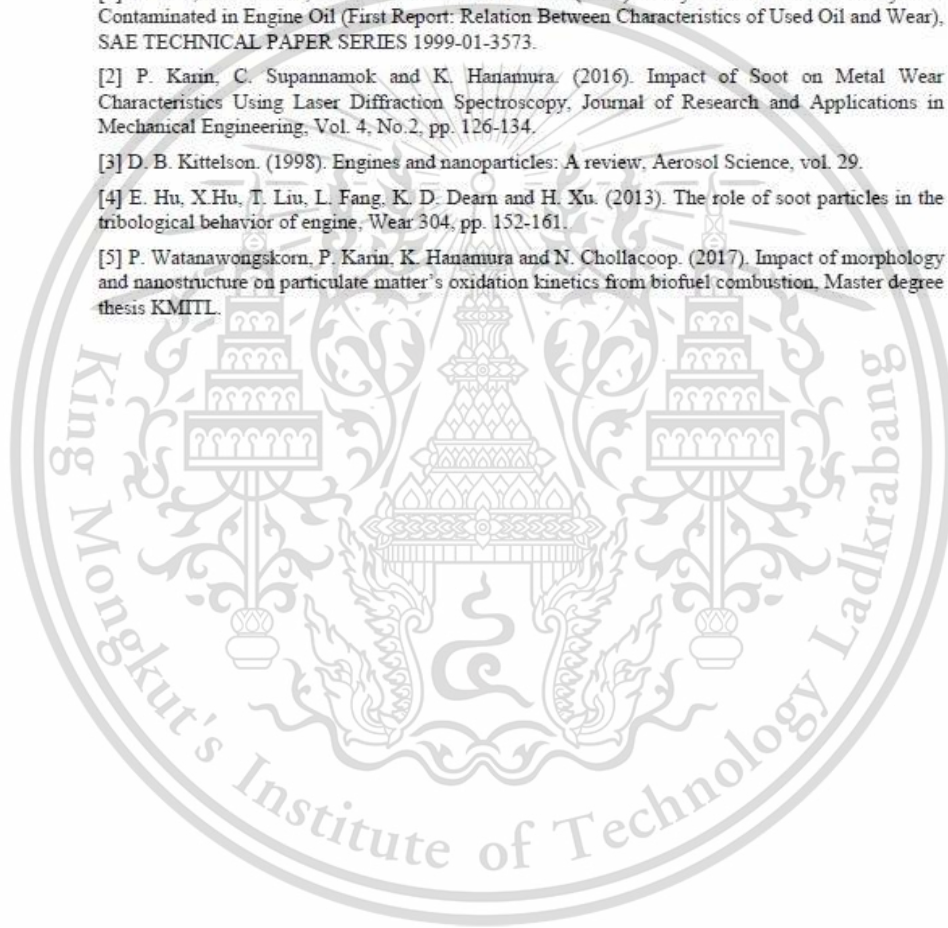 Contaminated in Engine Oil (First Report: Relation Between Characteristics of Used Oil and Wear),
SAE TECHNICAL PAPER SERIES 1999-01-3573.
[2] P. Karin, C. Supannamok and K. Hanamura. (2016). Impact of Soot on Metal Wear
Characteristics Using Laser Diffraction Spectroscopy, Journal of Research and Applications in
Mechanical Engineering, Vol. 4, No.2, pp. 126-134.
[3] D. B. Kittelson. (1998). Engines and nanoparticles: A review, Aerosol Science, vol. 29.
[4] E. Hu, X.Hu, T. Liu, L. Fang, K. D. Dearn and H. Xu. (2013). The role of soot particles in the
tribological behavior of engine, Wear 304, pp. 152-161.
[5] P. Watanawongskorn, P. Karin, K. Hanamura and N. Chollacoop. (2017). Impact of morphology
and nanostructure on particulate matter's oxidation kinetics from biofuel combustion, Master degree
thesis KMITL.
King Mongkut's Institute of Technology Ladkrabang